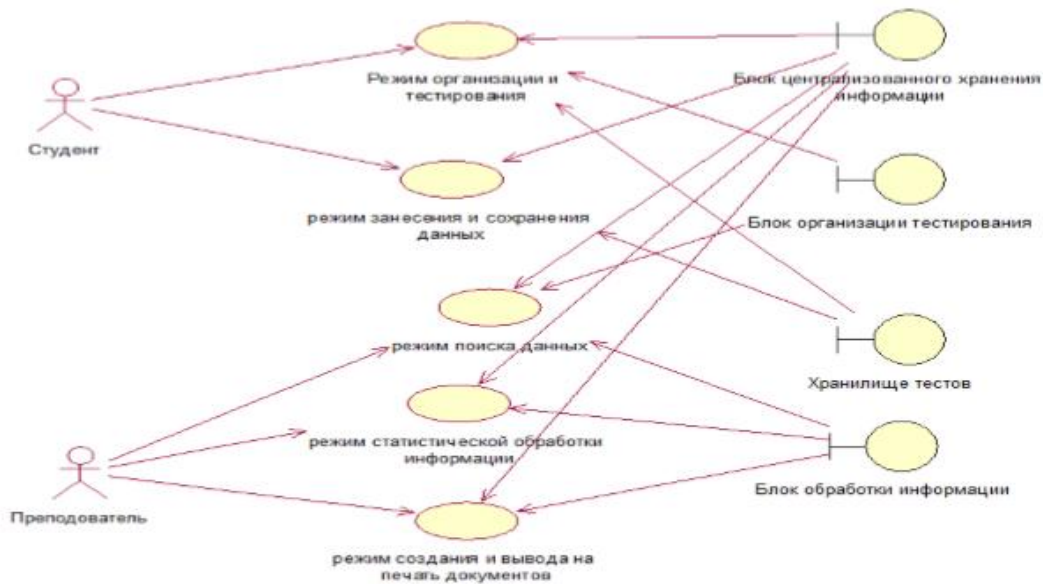 Режим организации и
тестирования
Блок централизованного хранения
информации
Студент
режим занесения и сохранения
данных
Блок организации тестирования
режим поиска данных
Хранилище тестов
режим статистической обработки
информации
Блок обработки информации
Преподователь
режим создания и вывода на
печать документов